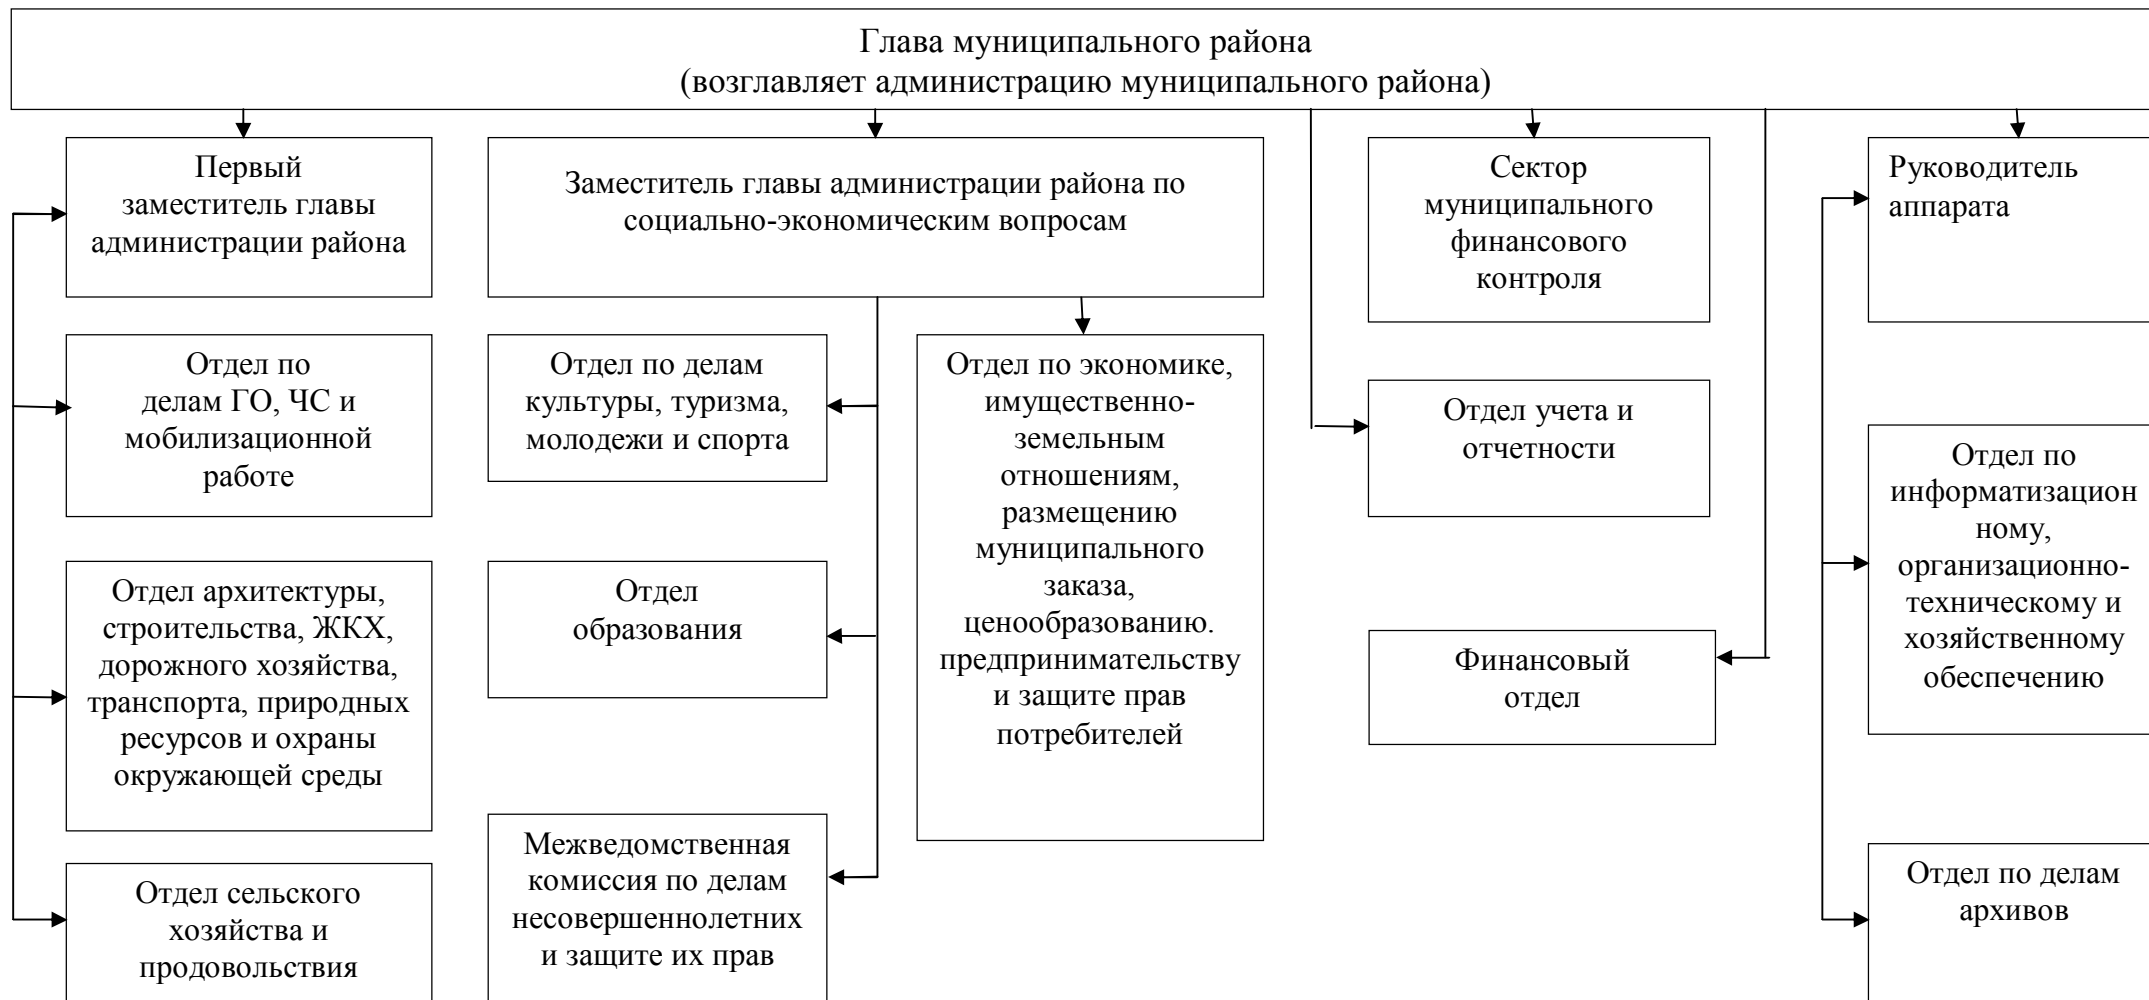 Глава муниципального района
(возглавляет администрацию муниципального района)
Первый
заместитель главы
администрации района
Заместитель главы администрации района по
социально-экономическим вопросам
Сектор
муниципального
финансового
контроля
Руководитель
аппарата
Отдел по
делам ГО, ЧС и
мобилизационной
работе
Отдел по делам
культуры, туризма,
молодежи и спорта
Отдел по экономике,
имущественно-
земельным
отношениям,
размещению
муниципального
заказа,
ценообразованию.
предпринимательству
и защите прав
потребителей
Отдел учета и
отчетности
Отдел по
информатизацион
ному,
организационно-
техническому и
хозяйственному
обеспечению
Отдел архитектуры,
строительства, ЖКХ,
дорожного хозяйства,
транспорта, природных
ресурсов и охраны
окружающей среды
Отдел
образования
Финансовый
отдел
Отдел сельского
хозяйства и
продовольствия
Межведомственная
комиссия по делам
несовершеннолетних
и защите их прав
Отдел по делам
архивов